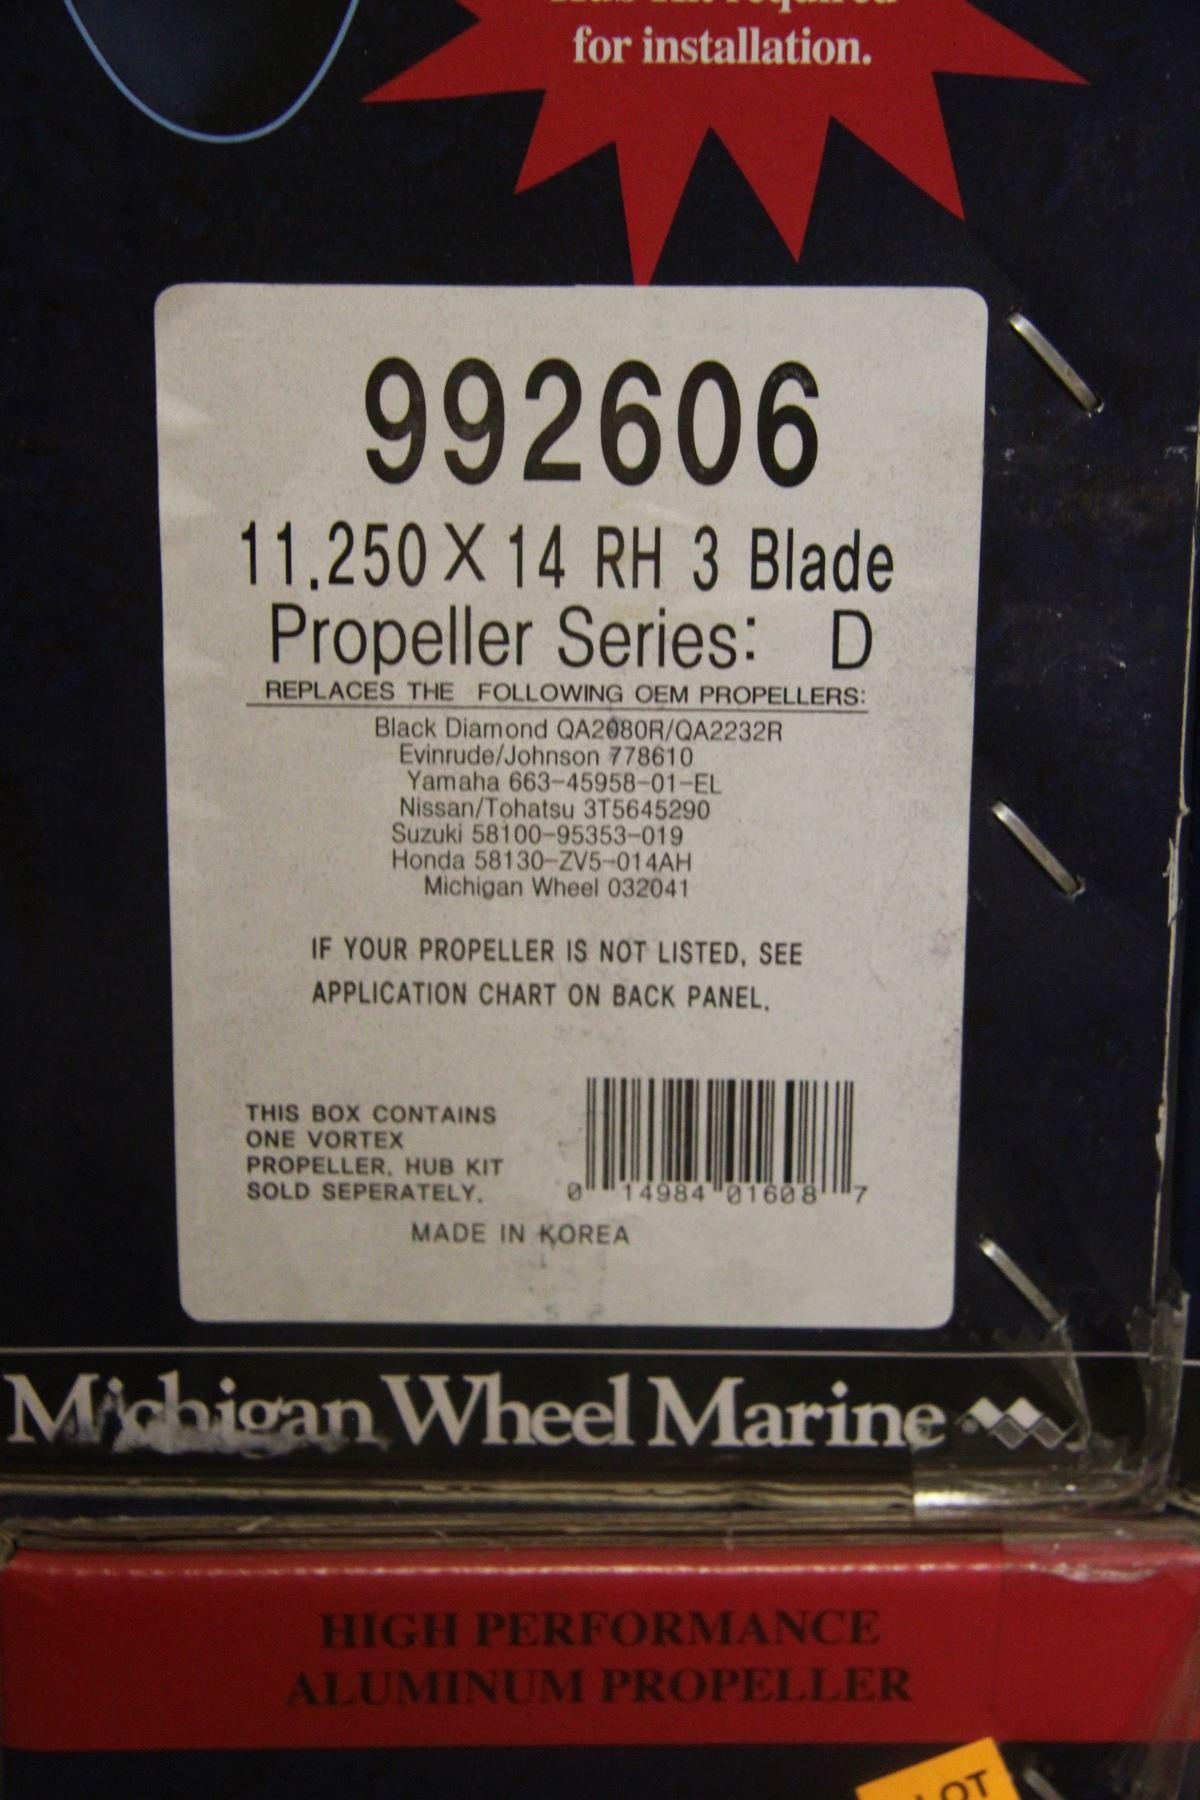 for installation.
992606
11.250 X 14 RH 3 Blade
Propeller Series: D
REPLACES THE FOLLOWING OEM PROPELLERS:
Black Diamond QA2080R/QA2232R
Evinrude/Johnson 778610
Yamaha 663-45958-01-EL
Nissan/Tohatsu 3T5645290
Suzuki 58100-95353-019
Honda 58130-ZV5-014AH
Michigan Wheel 032041
IF YOUR PROPELLER IS NOT LISTED, SEE
APPLICATION CHART ON BACK PANEL.
THIS BOX CONTAINS
ONE VORTEX
PROPELLER. HUB KIT
SOLD SEPERATELY.
0 14984 01608 7
MADE IN KOREA
Michigan Wheel Marine
HIGH PERFORMANCE
ALUMINUM PROPELLER
LOT